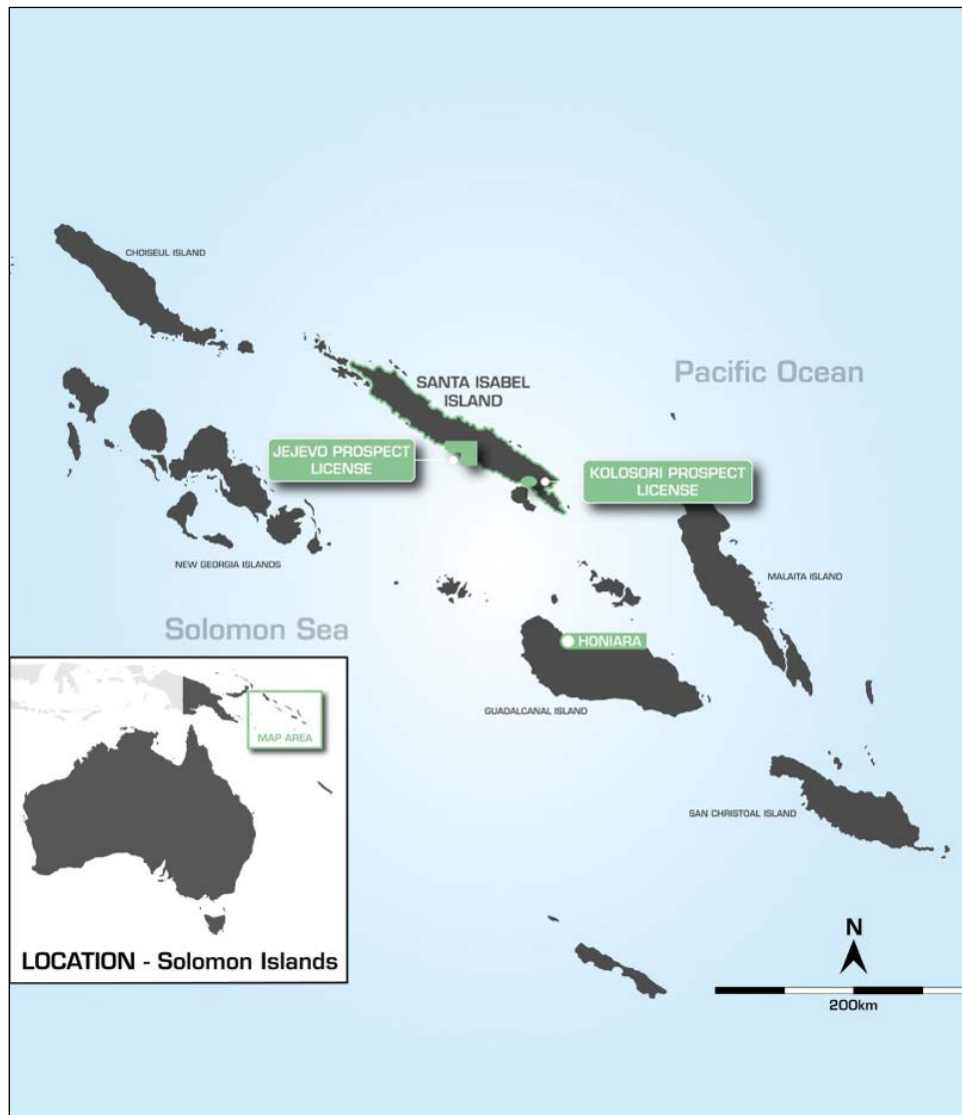 CHOISEUL ISLAND
SANTA ISABEL
ISLAND
Pacific Ocean
JEJEVO PROSPECT
LICENSE
KOLOSORI PROSPECT
LICENSE
NEW GEORGIA ISLANDS
MALAITA ISLAND
Solomon Sea
HONIARA
GUADALCANAL ISLAND
MAP AREA
SAN CHRISTOAL ISLAND
LOCATION - Solomon Islands
N
200km